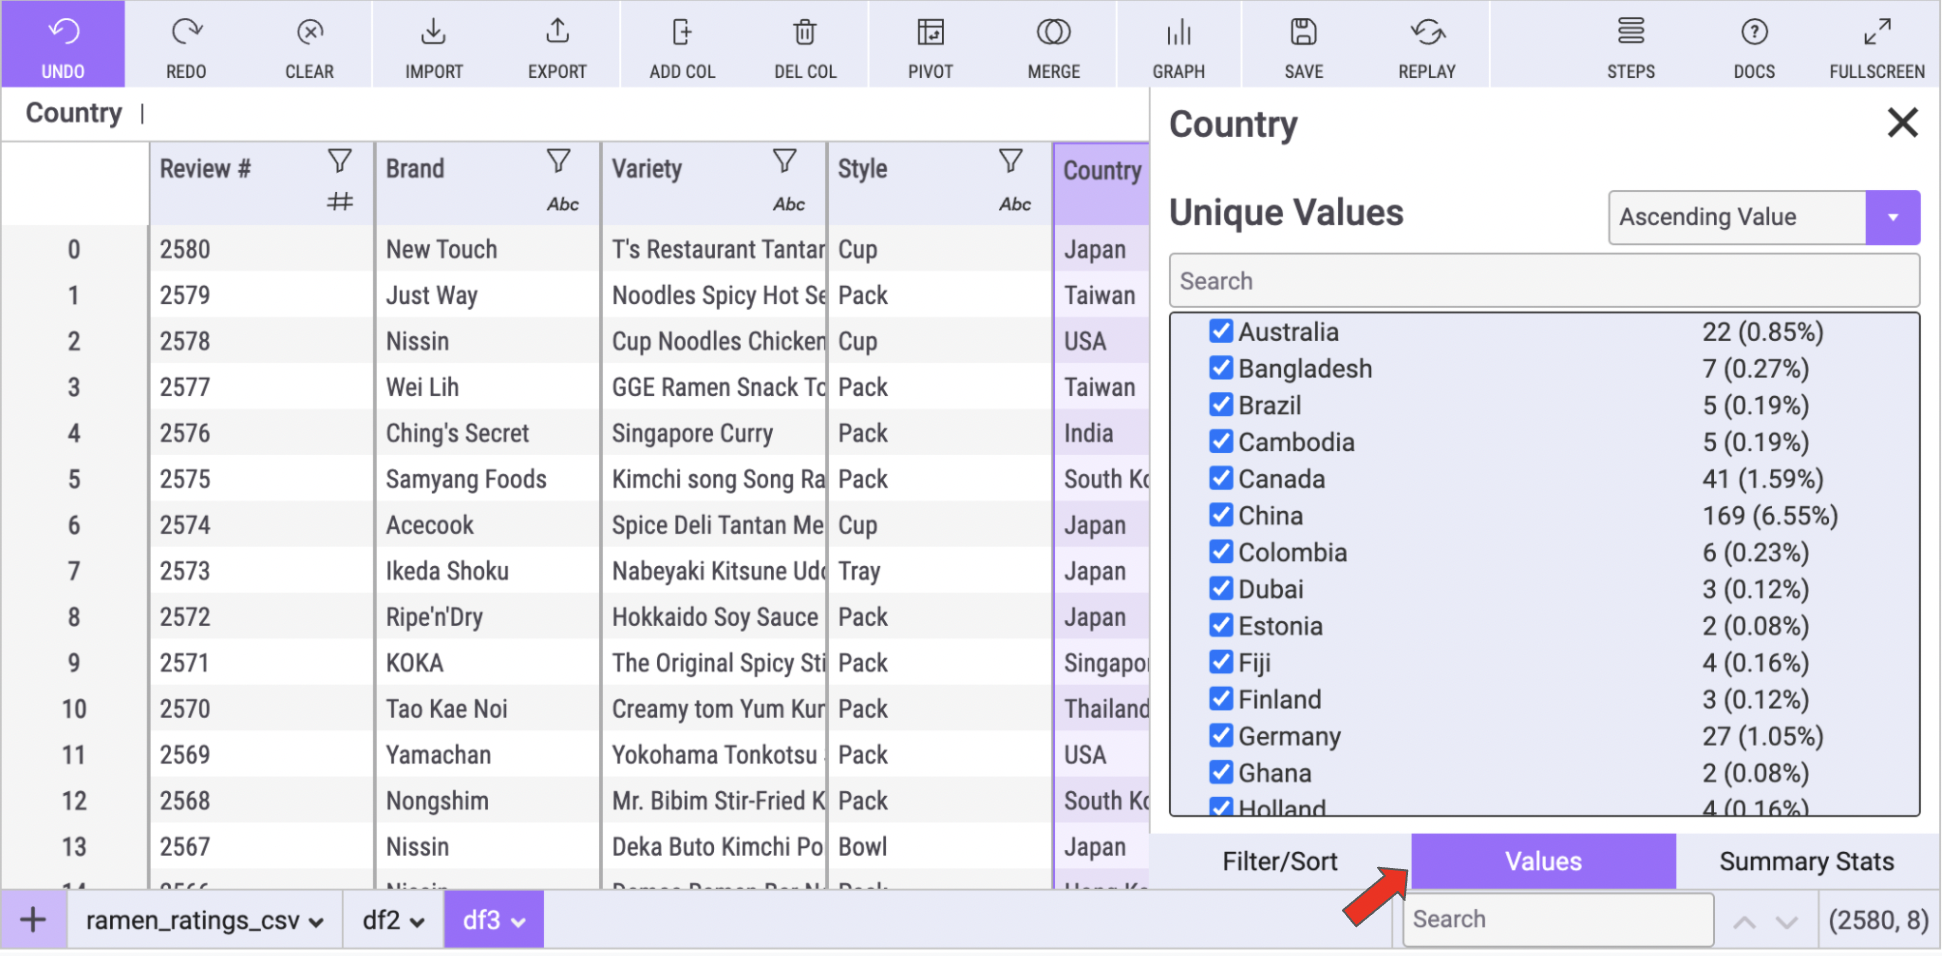 UNDO REDO CLEAR IMPORT EXPORT ADD COL DEL COL PIVOT MERGE GRAPH SAVE REPLAY STEPS DOCS FULLSCREEN
Country
Review # Brand Variety Style Country
# Abc Abc Abc
0 2580 New Touch T's Restaurant Tantar Cup Japan
1 2579 Just Way Noodles Spicy Hot Se Pack Taiwan
2 2578 Nissin Cup Noodles Chicken Cup USA
3 2577 Wei Lih GGE Ramen Snack To Pack Taiwan
4 2576 Ching's Secret Singapore Curry Pack India
5 2575 Samyang Foods Kimchi song Song Ra Pack South Ko
6 2574 Acecook Spice Deli Tantan Me Cup Japan
7 2573 Ikeda Shoku Nabeyaki Kitsune Udo Tray Japan
8 2572 Ripe'n'Dry Hokkaido Soy Sauce Pack Japan
9 2571 KOKA The Original Spicy Sti Pack Singapor
10 2570 Tao Kae Noi Creamy tom Yum Kur Pack Thailand
11 2569 Yamachan Yokohama Tonkotsu Pack USA
12 2568 Nongshim Mr. Bibim Stir-Fried K Pack South Ko
13 2567 Nissin Deka Buto Kimchi Po Bowl Japan
Country
Unique Values Ascending Value
Search
Australia 22 (0.85%)
Bangladesh 7 (0.27%)
Brazil 5 (0.19%)
Cambodia 5 (0.19%)
Canada 41 (1.59%)
China 169 (6.55%)
Colombia 6 (0.23%)
Dubai 3 (0.12%)
Estonia 2 (0.08%)
Fiji 4 (0.16%)
Finland 3 (0.12%)
Germany 27 (1.05%)
Ghana 2 (0.08%)
Holland 4 (0.16%)
Filter/Sort Values Summary Stats
+ ramen_ratings_csv df2 df3 Search (2580, 8)